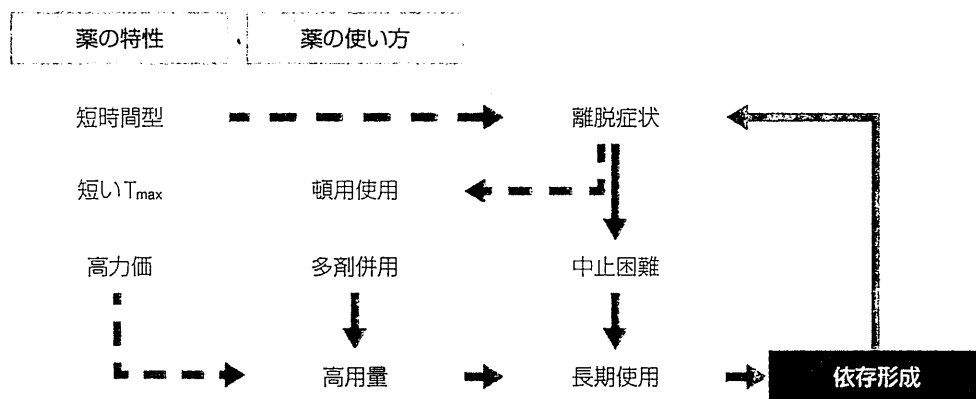 薬の特性 薬の使い方
短時間型 離脱症状
短いTmax 頓用使用
高力価 多剤併用 中止困難
高用量 長期使用 依存形成